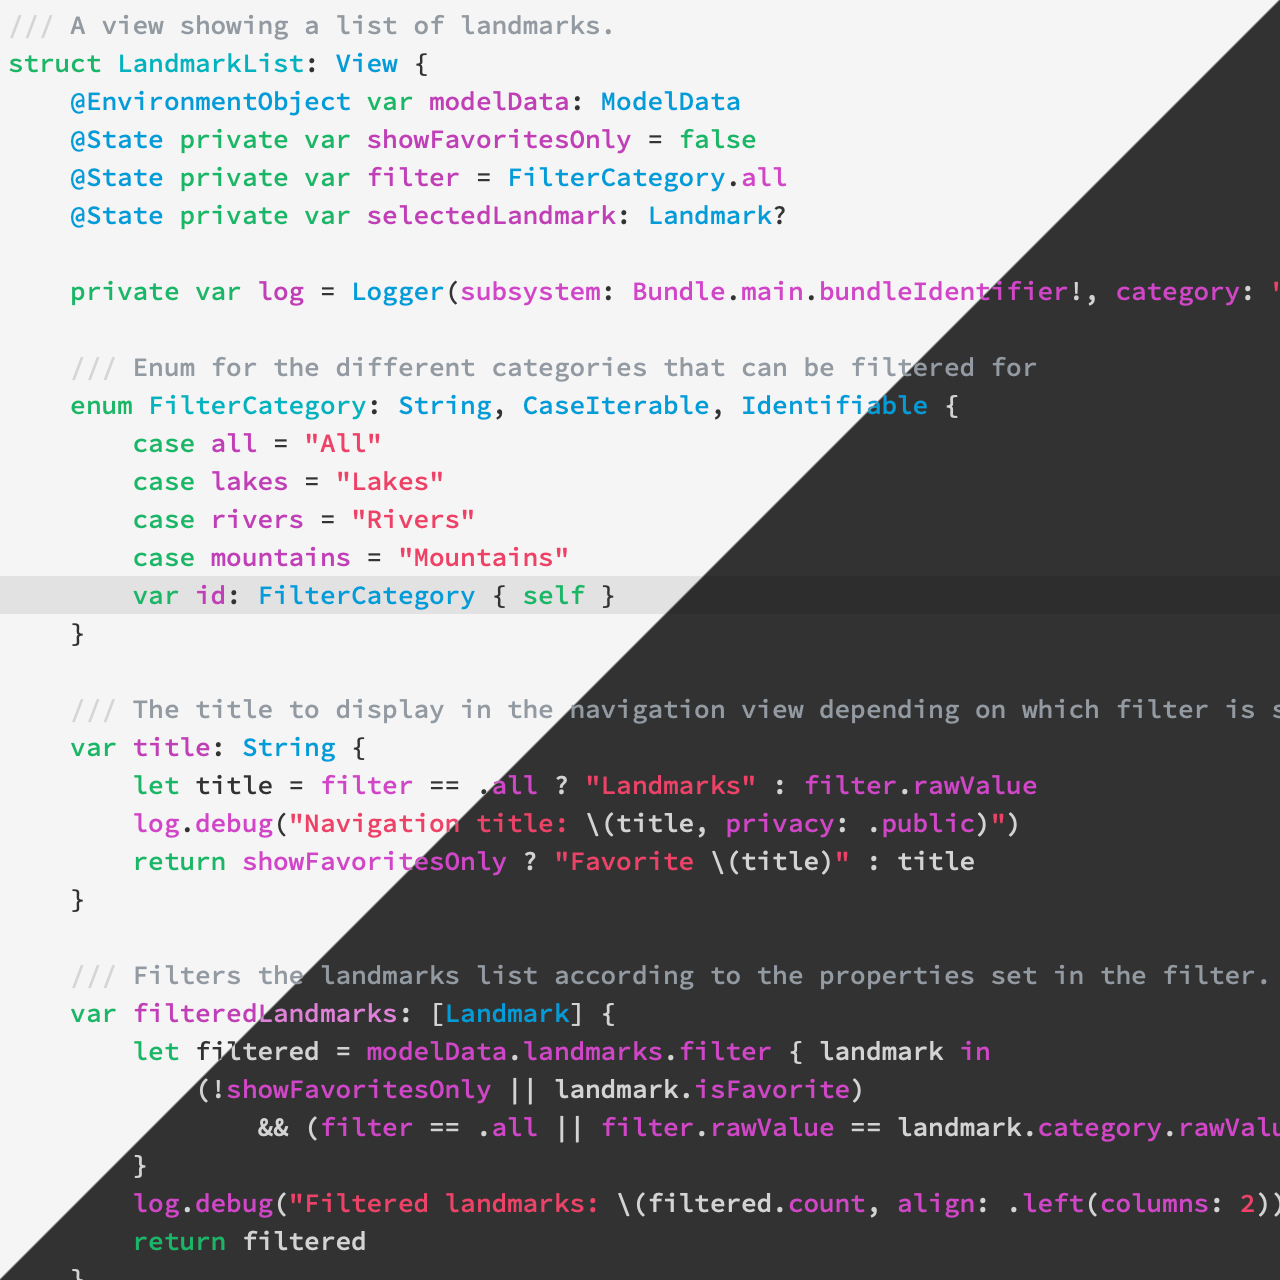 /// A view showing a list of landmarks.
struct LandmarkList: View {
    @EnvironmentObject var modelData: ModelData
    @State private var showFavoritesOnly = false
    @State private var filter = FilterCategory.all
    @State private var selectedLandmark: Landmark?

    private var log = Logger(subsystem: Bundle.main.bundleIdentifier!, category: "

    /// Enum for the different categories that can be filtered for
    enum FilterCategory: String, CaseIterable, Identifiable {
        case all = "All"
        case lakes = "Lakes"
        case rivers = "Rivers"
        case mountains = "Mountains"
        var id: FilterCategory { self }
    }

    /// The title to display in the navigation view depending on which filter is s
    var title: String {
        let title = filter == .all ? "Landmarks" : filter.rawValue
        log.debug("Navigation title: \(title, privacy: .public)")
        return showFavoritesOnly ? "Favorite \(title)" : title
    }

    /// Filters the landmarks list according to the properties set in the filter.
    var filteredLandmarks: [Landmark] {
        let filtered = modelData.landmarks.filter { landmark in
            (!showFavoritesOnly || landmark.isFavorite)
                && (filter == .all || filter.rawValue == landmark.category.rawValu
        }
        log.debug("Filtered landmarks: \(filtered.count, align: .left(columns: 2))
        return filtered
    }